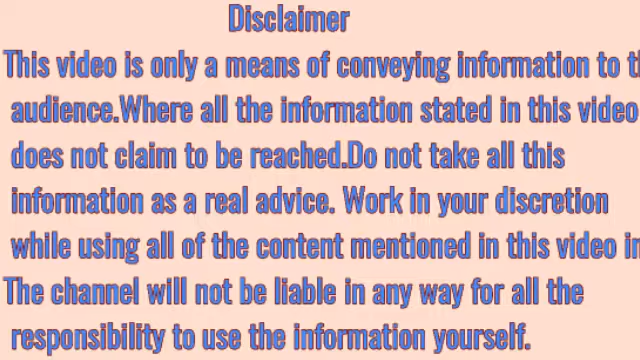 Disclaimer
This video is only a means of conveying information to th
audience.Where all the information stated in this video
does not claim to be reached.Do not take all this
information as a real advice. Work in your discretion
while using all of the content mentioned in this video in
The channel will not be liable in any way for all the
responsibility to use the information yourself.